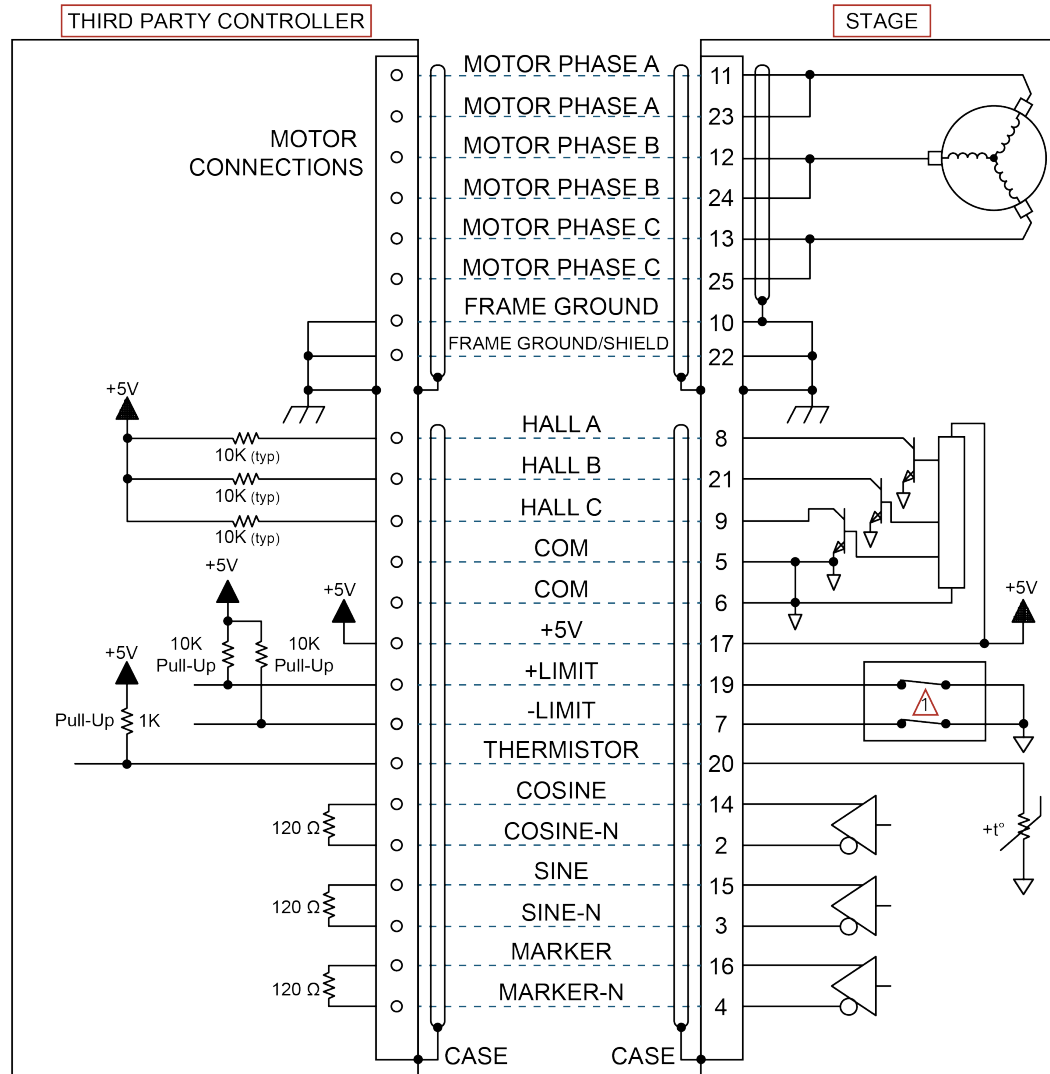 THIRD PARTY CONTROLLER
STAGE
MOTOR CONNECTIONS
MOTOR PHASE A 11
MOTOR PHASE A 23
MOTOR PHASE B 12
MOTOR PHASE B 24
MOTOR PHASE C 13
MOTOR PHASE C 25
FRAME GROUND 10
FRAME GROUND/SHIELD 22
+5V
10K (typ) HALL A 8
10K (typ) HALL B 21
10K (typ) HALL C 9
COM 5
+5V
COM 6
+5V
+5V
+5V 17
10K Pull-Up
10K Pull-Up
+5V
+LIMIT 19
1
Pull-Up 1K
-LIMIT 7
THERMISTOR 20
COSINE 14
120 Ω
COSINE-N 2
+t°
SINE 15
120 Ω
SINE-N 3
MARKER 16
120 Ω
MARKER-N 4
CASE
CASE